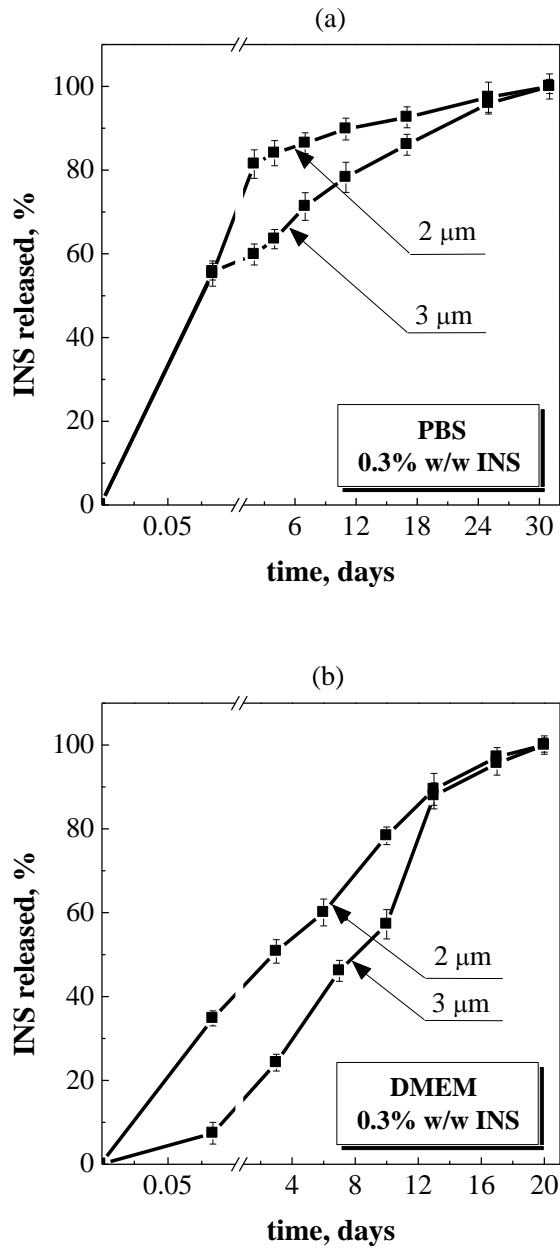 (a)
100
80
60
40
20
0
INS released, %
2 μm
3 μm
PBS
0.3% w/w INS
0.05 6 12 18 24 30
time, days
(b)
100
80
60
40
20
0
INS released, %
2 μm
3 μm
DMEM
0.3% w/w INS
0.05 4 8 12 16 20
time, days